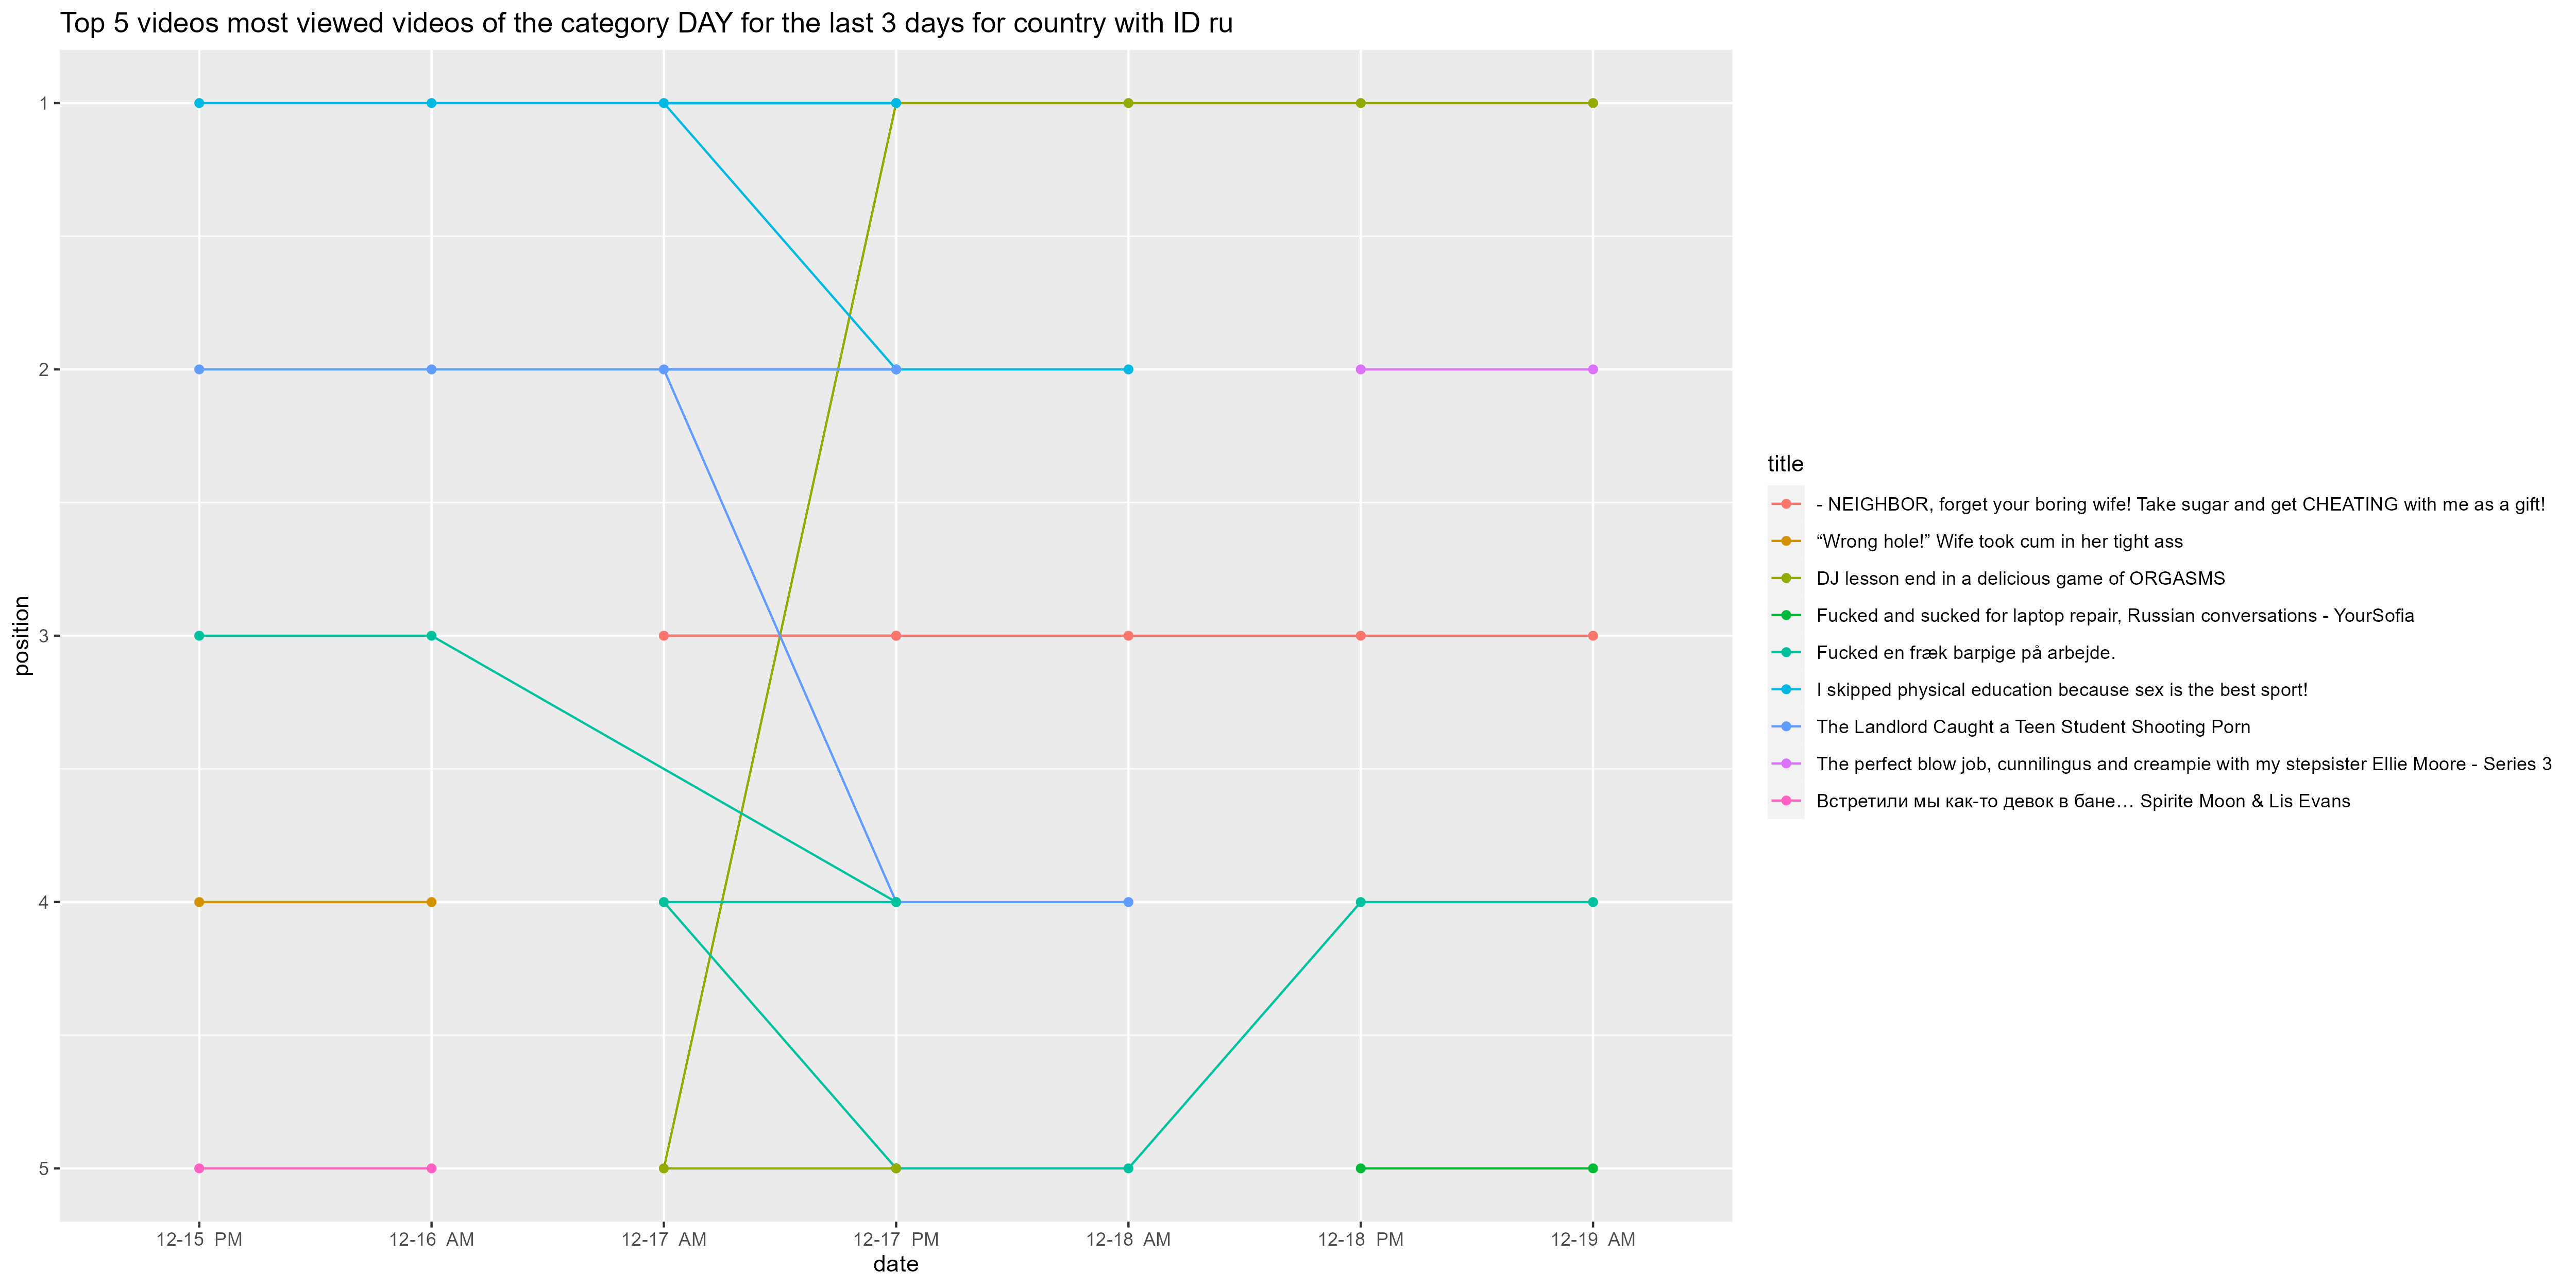 Top 5 videos most viewed videos of the category DAY for the last 3 days for country with ID ru
1
2
3
4
5
position
12-15 PM
12-16 AM
12-17 AM
12-17 PM
12-18 AM
12-18 PM
12-19 AM
date
title
- NEIGHBOR, forget your boring wife! Take sugar and get CHEATING with me as a gift!
“Wrong hole!” Wife took cum in her tight ass
DJ lesson end in a delicious game of ORGASMS
Fucked and sucked for laptop repair, Russian conversations - YourSofia
Fucked en fræk barpige på arbejde.
I skipped physical education because sex is the best sport!
The Landlord Caught a Teen Student Shooting Porn
The perfect blow job, cunnilingus and creampie with my stepsister Ellie Moore - Series 3
Встретили мы как-то девок в бане… Spirite Moon & Lis Evans